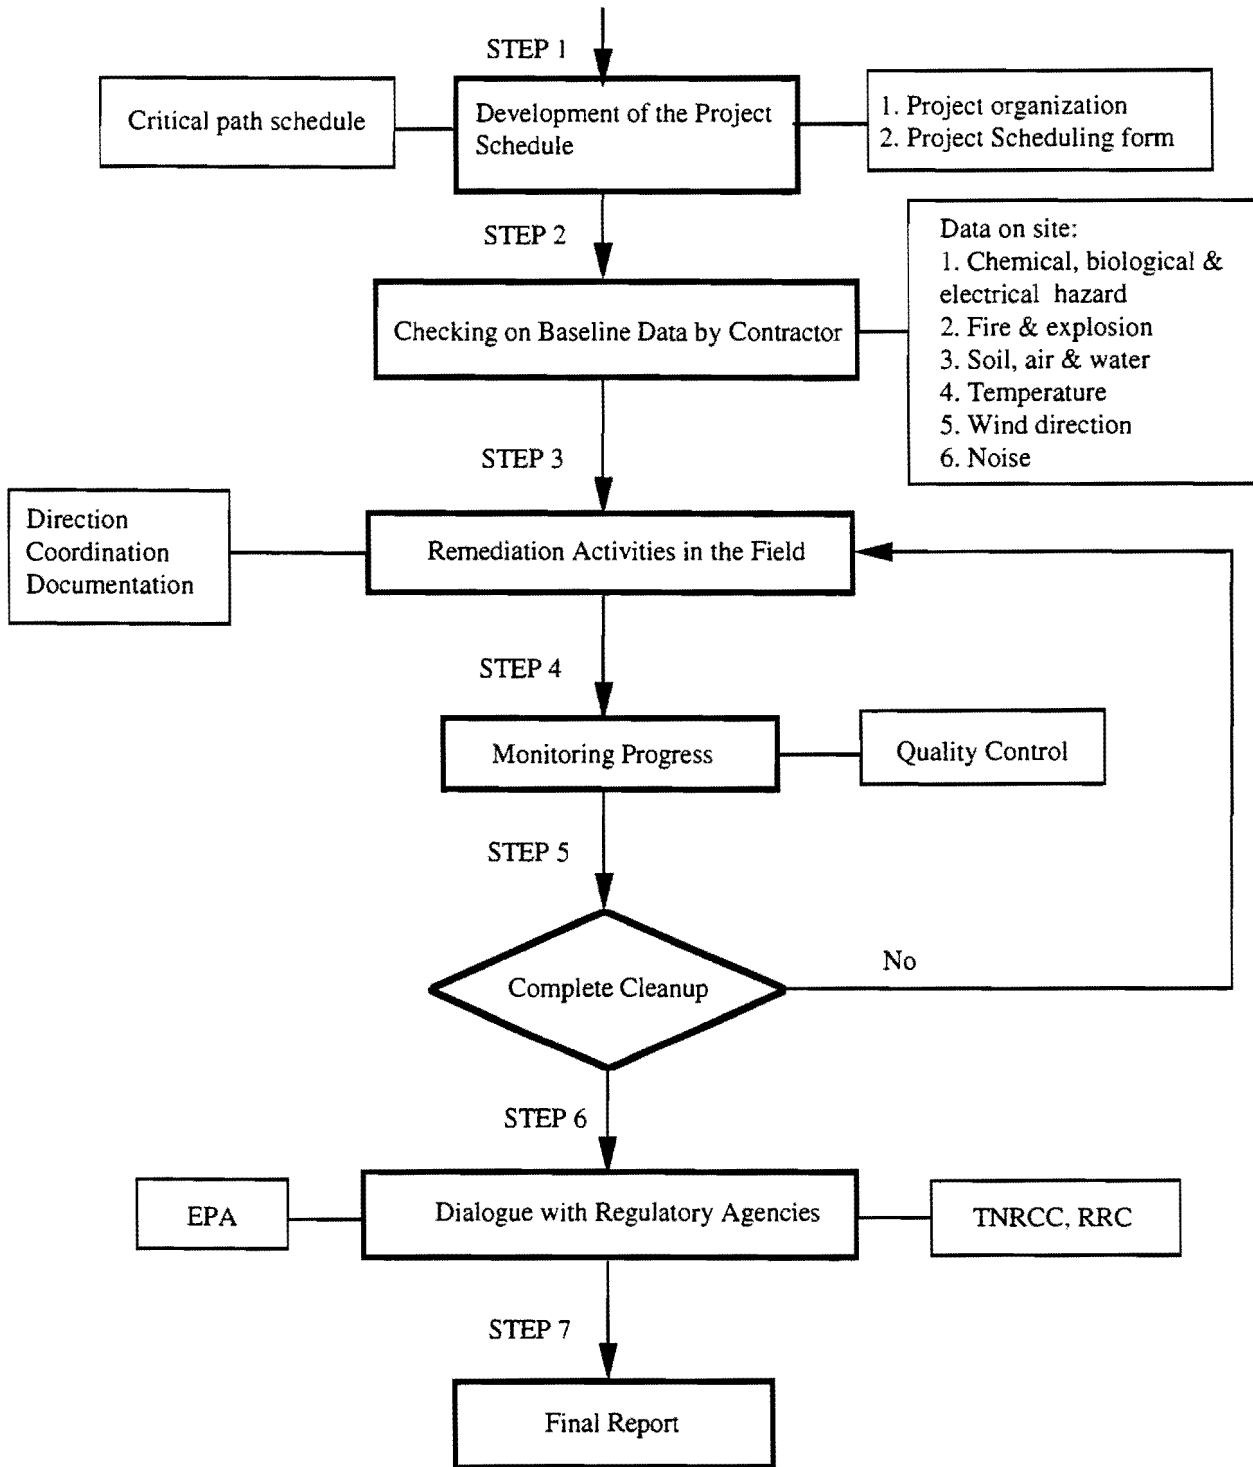 STEP 1
Critical path schedule
Development of the Project
Schedule
1. Project organization
2. Project Scheduling form
STEP 2
Checking on Baseline Data by Contractor
Data on site:
1. Chemical, biological &
electrical hazard
2. Fire & explosion
3. Soil, air & water
4. Temperature
5. Wind direction
6. Noise
STEP 3
Direction
Coordination
Documentation
Remediation Activities in the Field
STEP 4
Monitoring Progress
Quality Control
STEP 5
Complete Cleanup
No
STEP 6
EPA
Dialogue with Regulatory Agencies
TNRCC, RRC
STEP 7
Final Report